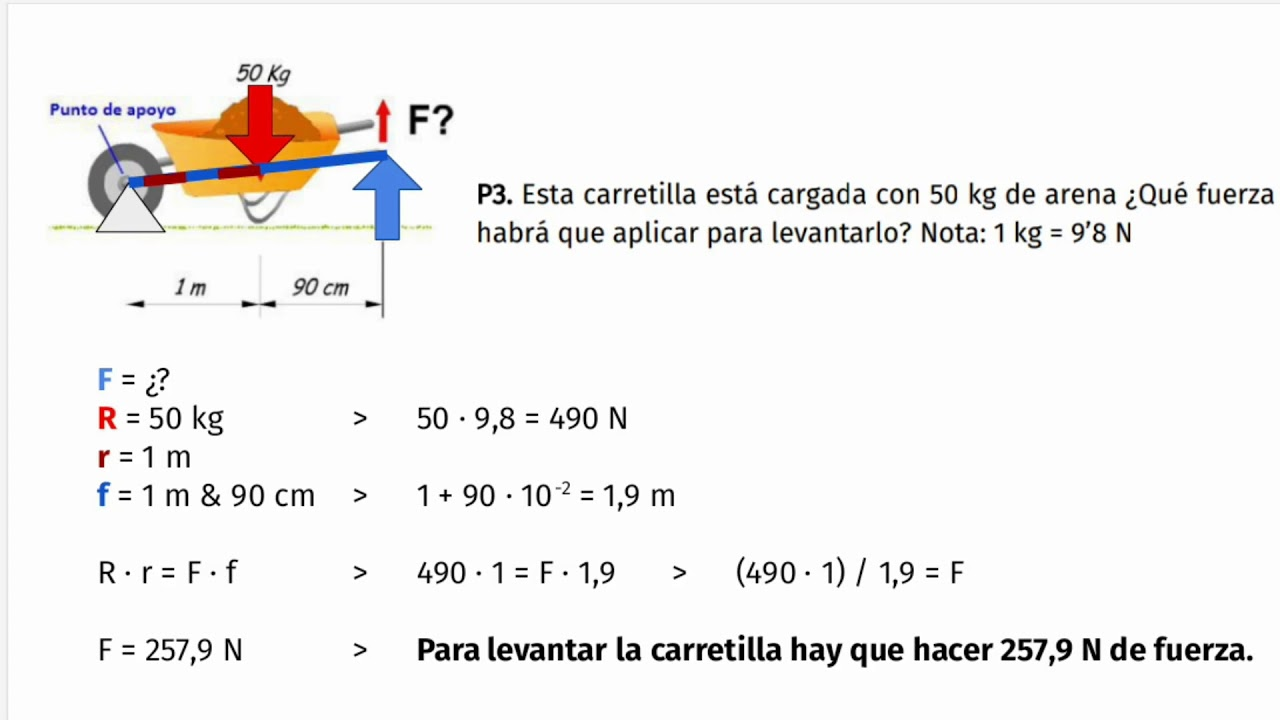 50 Kg
Punto de apoyo
F?
P3. Esta carretilla está cargada con 50 kg de arena ¿Qué fuerza
habrá que aplicar para levantarlo? Nota: 1 kg = 9’8 N
1 m
90 cm
F = ¿?
R = 50 kg > 50 · 9,8 = 490 N
r = 1 m
f = 1 m & 90 cm > 1 + 90 · 10⁻² = 1,9 m
R · r = F · f > 490 · 1 = F · 1,9 > (490 · 1) / 1,9 = F
F = 257,9 N > Para levantar la carretilla hay que hacer 257,9 N de fuerza.